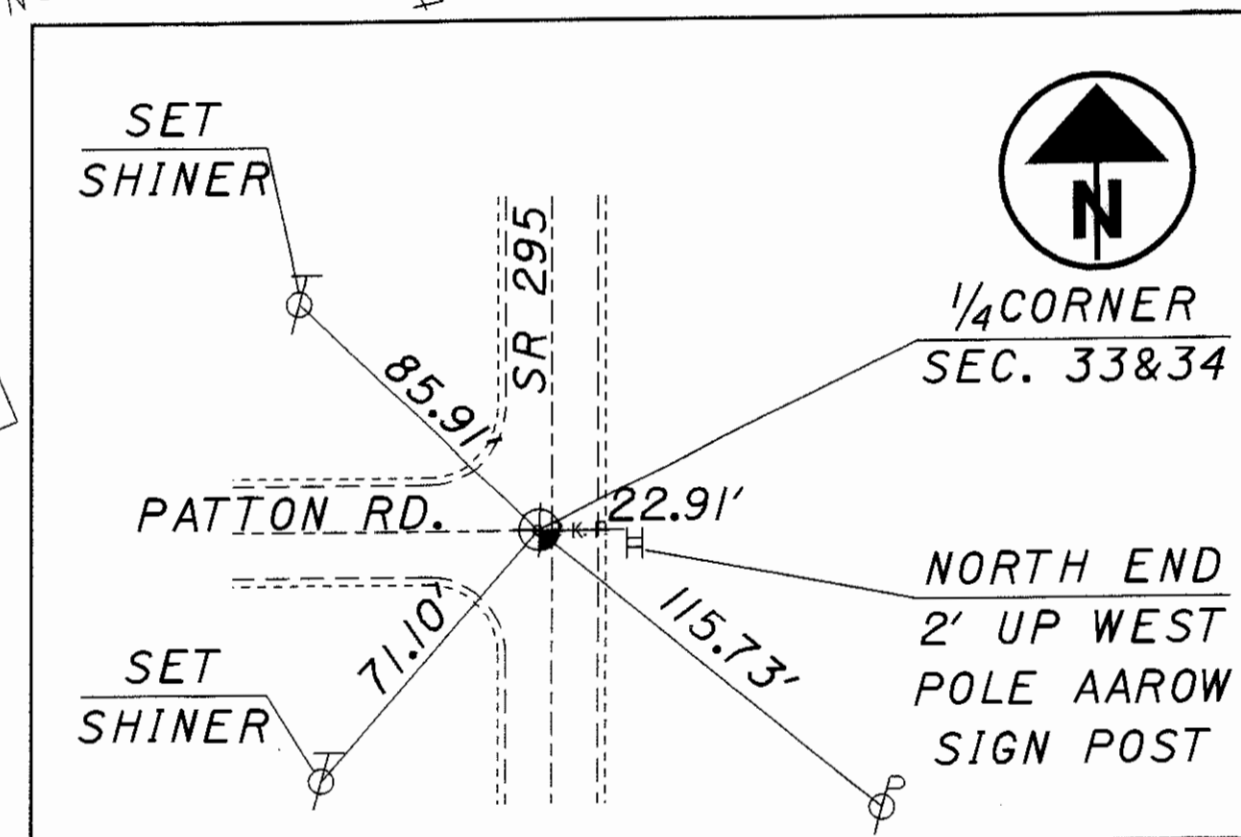 SET
SHINER
N
SR 295
1/4 CORNER
SEC. 33&34
85.91'
PATTON RD.
22.91'
71.10'
115.73'
NORTH END
2' UP WEST
POLE AAROW
SIGN POST
SET
SHINER